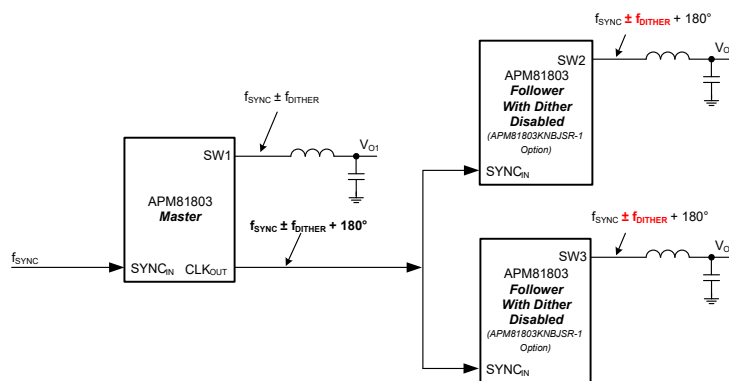 fSYNC ± fDITHER + 180°
SW2
VO
APM81803
Follower
With Dither
Disabled
(APM81803KNBJSR-1
Option)
SYNCIN
fSYNC ± fDITHER
SW1
VO1
APM81803
Master
fSYNC ± fDITHER + 180°
fSYNC
SYNCIN CLKOUT
fSYNC ± fDITHER + 180°
SW3
VO
APM81803
Follower
With Dither
Disabled
(APM81803KNBJSR-1
Option)
SYNCIN